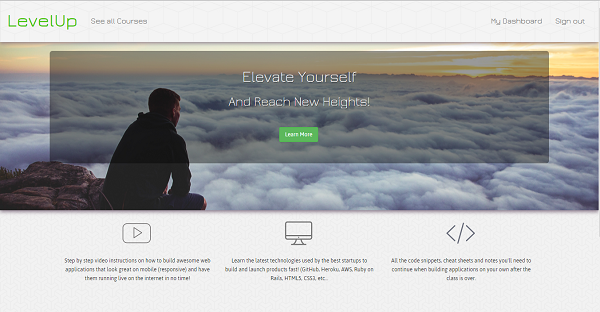 LevelUp
See all Courses
My Dashboard
Sign out
Elevate Yourself
And Reach New Heights!
Learn More
Step by step video instructions on how to build awesome web
applications that look great on mobile (responsive) and have
them running live on the internet in no time!
Learn the latest technologies used by the best startups to
build and launch products fast! (GitHub, Heroku, AWS, Ruby on
Rails, HTML5, CSS3, etc..
All the code snippets, cheat sheets and notes you'll need to
continue when building applications on your own after the
class is over.